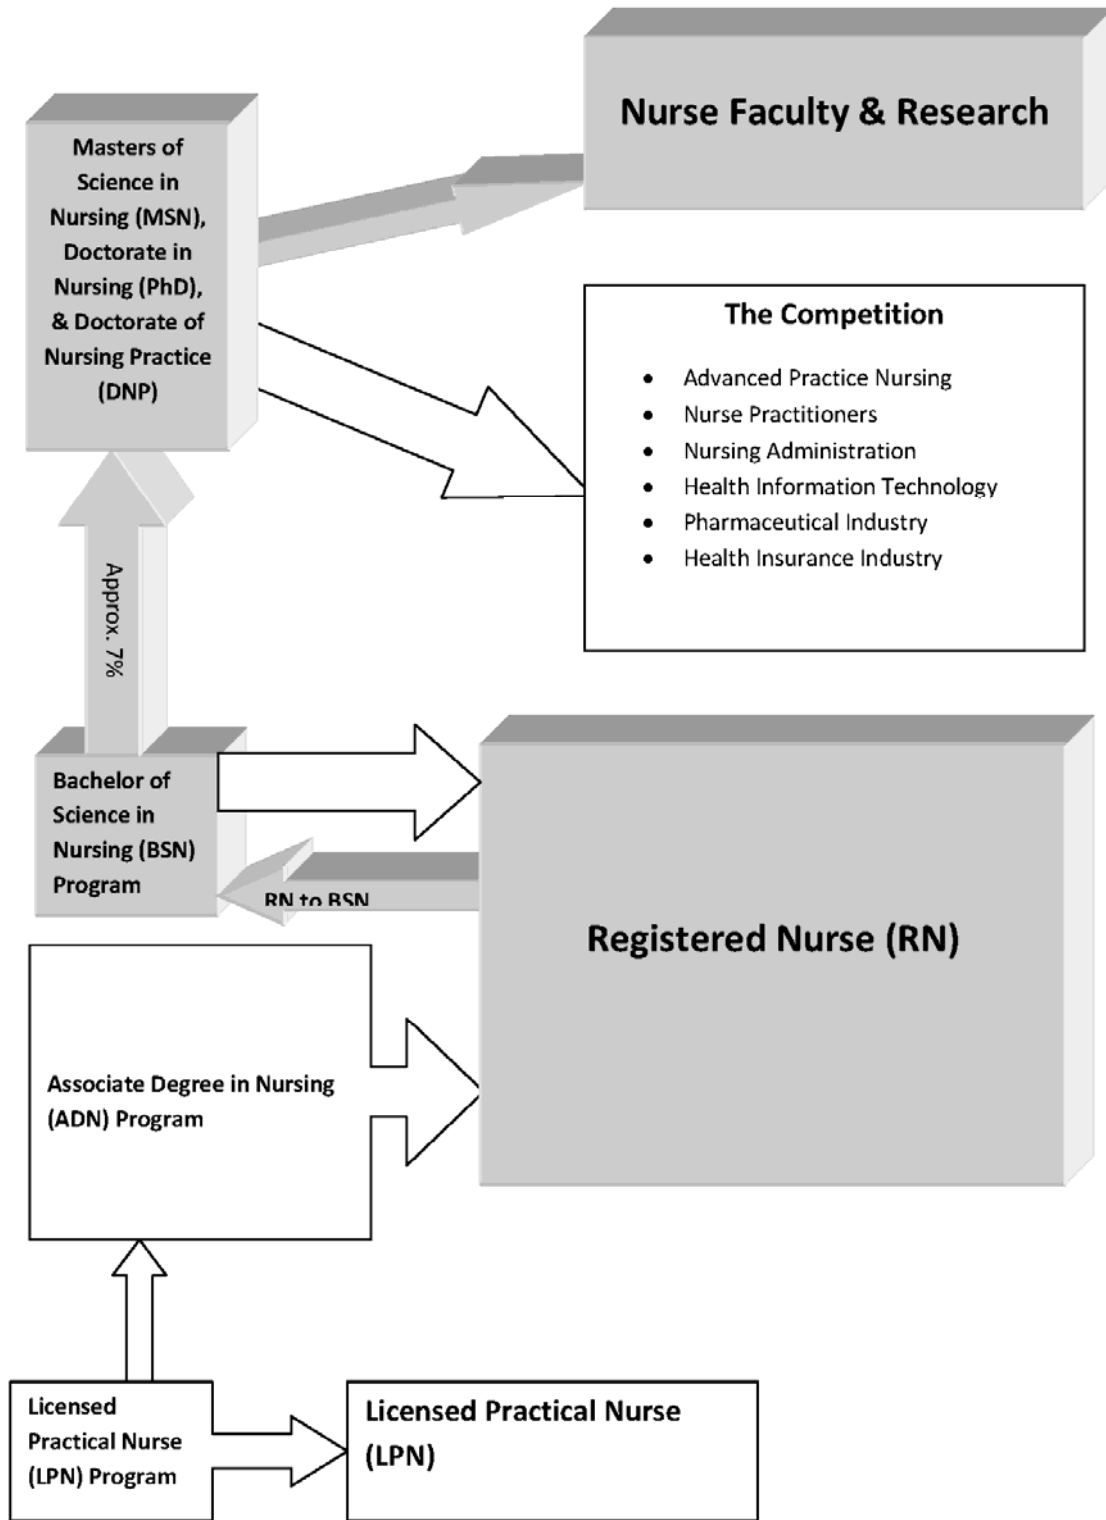 Nurse Faculty & Research
Masters of
Science in
Nursing (MSN),
Doctorate in
Nursing (PhD),
& Doctorate of
Nursing Practice
(DNP)
The Competition
• Advanced Practice Nursing
• Nurse Practitioners
• Nursing Administration
• Health Information Technology
• Pharmaceutical Industry
• Health Insurance Industry
Approx. 7%
Bachelor of
Science in
Nursing (BSN)
Program
RN to BSN
Registered Nurse (RN)
Associate Degree in Nursing
(ADN) Program
Licensed
Practical Nurse
(LPN) Program
Licensed Practical Nurse
(LPN)